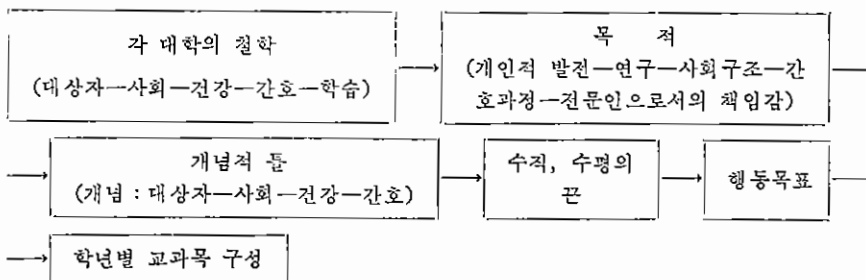 각 대학의 철학
(대상자—사회—건강—간호—학습)
목 적
(개인적 발전—연구—사회구조—간
호과정—전문인으로서의 책임감)
개념적 틀
(개념 : 대상자—사회—건강—간호)
수직, 수평의
끈
행동목표
학년별 교과목 구성